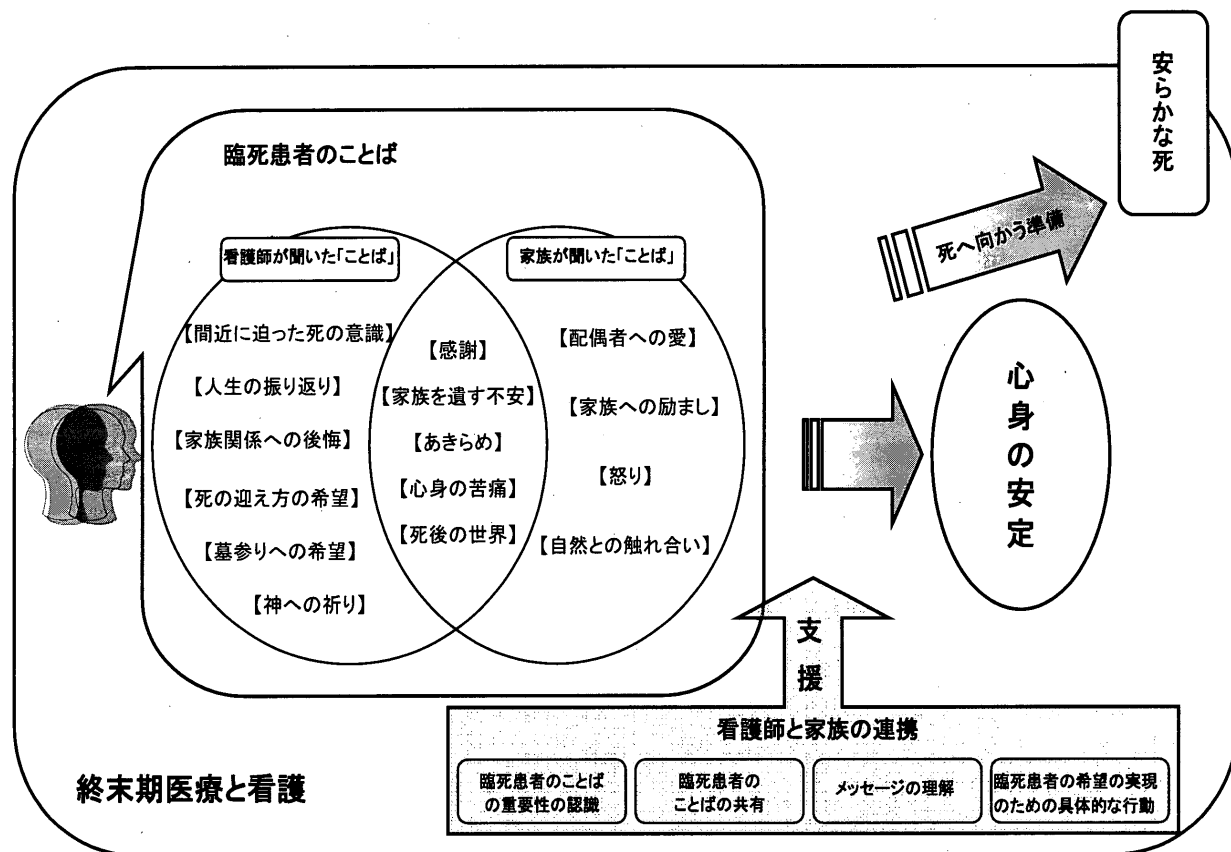 安らかな死
臨死患者のことば
死へ向かう準備
看護師が聞いた「ことば」
家族が聞いた「ことば」
【間近に迫った死の意識】
【人生の振り返り】
【家族関係への後悔】
【死の迎え方の希望】
【墓参りへの希望】
【神への祈り】
【感謝】
【家族を遺す不安】
【あきらめ】
【心身の苦痛】
【死後の世界】
【配偶者への愛】
【家族への励まし】
【怒り】
【自然との触れ合い】
心身の安定
支援
看護師と家族の連携
臨死患者のことば
の重要性の認識
臨死患者の
ことばの共有
メッセージの理解
臨死患者の希望の実現
のための具体的な行動
終末期医療と看護